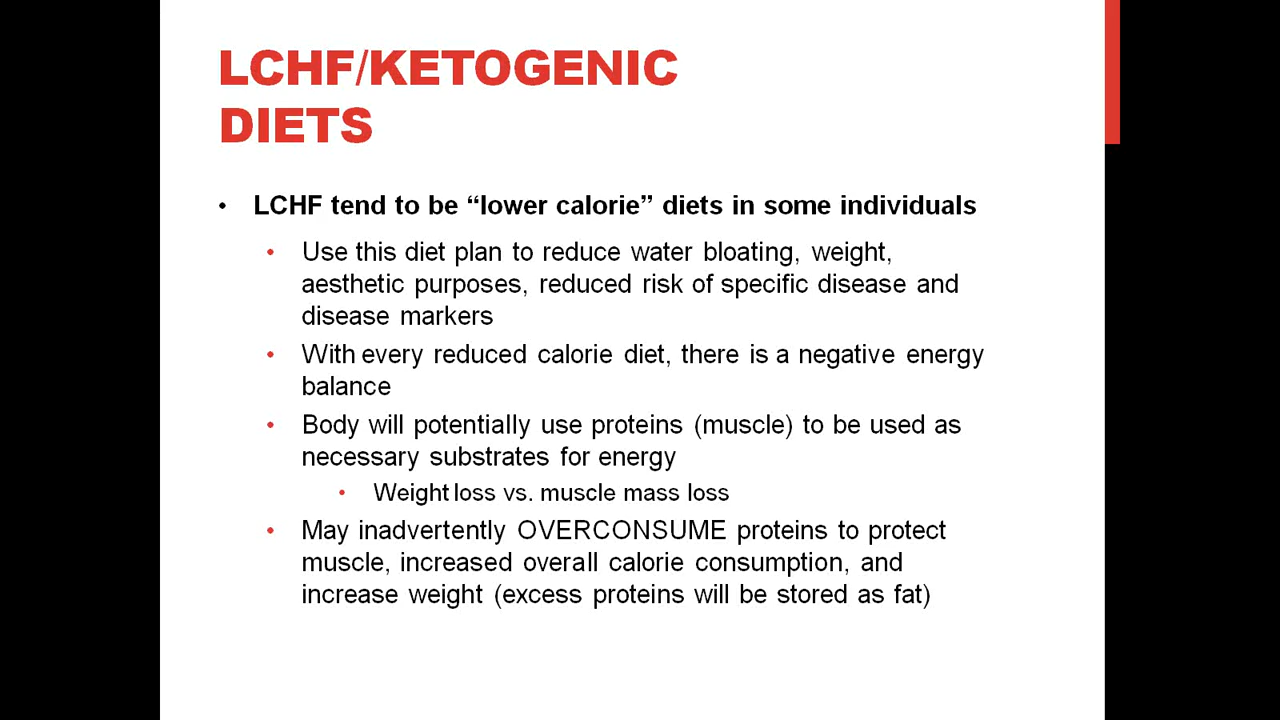 LCHF/KETOGENIC
DIETS
• LCHF tend to be “lower calorie” diets in some individuals
• Use this diet plan to reduce water bloating, weight,
aesthetic purposes, reduced risk of specific disease and
disease markers
• With every reduced calorie diet, there is a negative energy
balance
• Body will potentially use proteins (muscle) to be used as
necessary substrates for energy
• Weight loss vs. muscle mass loss
• May inadvertently OVERCONSUME proteins to protect
muscle, increased overall calorie consumption, and
increase weight (excess proteins will be stored as fat)